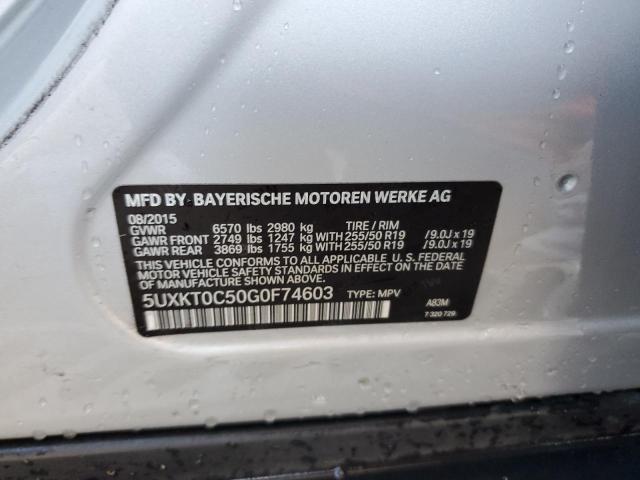 MFD BY BAYERISCHE MOTOREN WERKE AG
08/2015
GVWR 6570 lbs 2980 kg TIRE / RIM
GAWR FRONT 2749 lbs 1247 kg WITH 255/50 R19 /9.0J x 19
GAWR REAR 3869 lbs 1755 kg WITH 255/50 R19 /9.0J x 19
THIS VEHICLE CONFORMS TO ALL APPLICABLE U.S. FEDERAL
MOTOR VEHICLE SAFETY STANDARDS IN EFFECT ON THE DATE
OF MANUFACTURE SHOWN ABOVE.
5UXKT0C50G0F74603 TYPE: MPV A83M
7 320 729